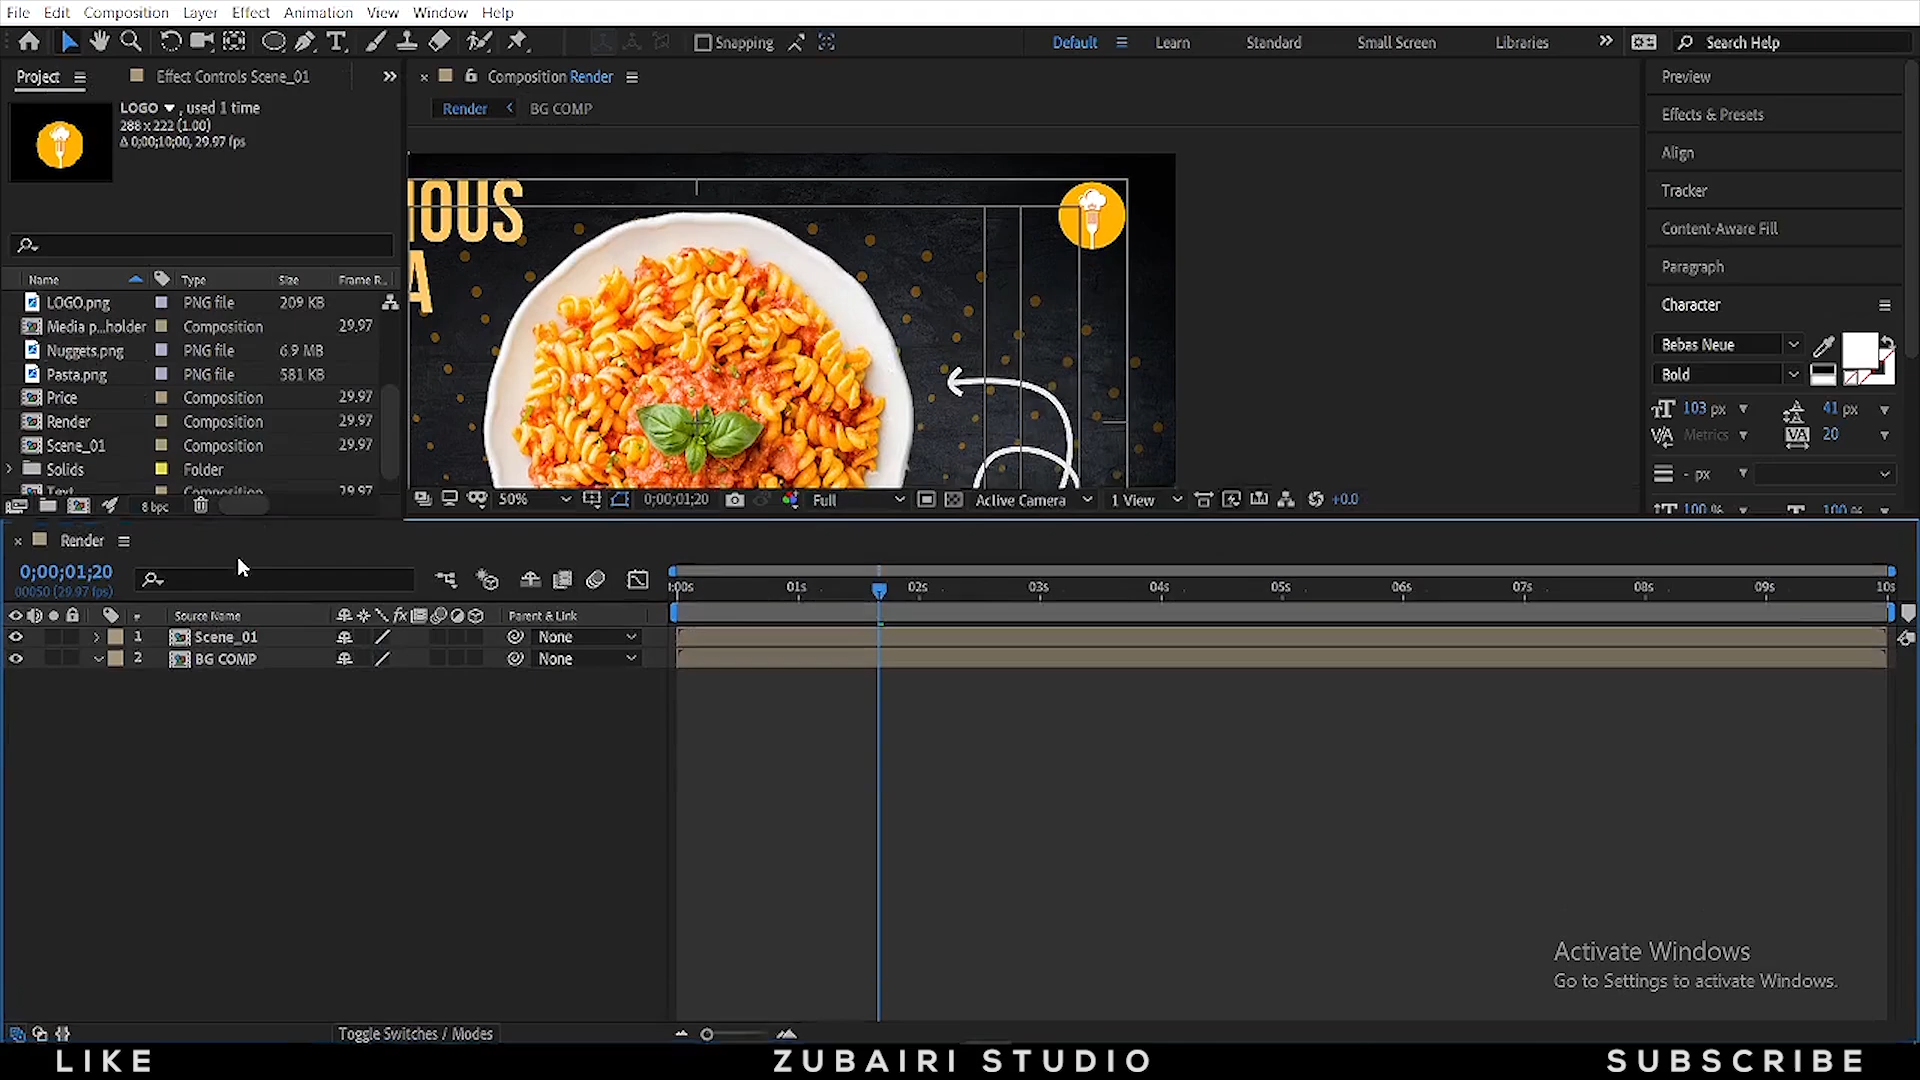 File Edit Composition Layer Effect Animation View Window Help
Snapping Default Learn Standard Small Screen Libraries Search Help
Project Effect Controls Scene_01
LOGO , used 1 time
288 x 222 (1.00)
Δ 0;00;10;00, 29.97 fps
Name Type Size Frame R...
LOGO.png PNG file 209 KB
Media p...holder Composition 29.97
Nuggets.png PNG file 6.9 MB
Pasta.png PNG file 581 KB
Price Composition 29.97
Render Composition 29.97
Scene_01 Composition 29.97
Solids Folder
Text Composition 29.97
8 bpc
Composition Render
Render BG COMP
IOUS
A
50% 0;00;01;20 Full Active Camera 1 View +0.0
Preview
Effects & Presets
Align
Tracker
Content-Aware Fill
Paragraph
Character
Bebas Neue
Bold
103 px 41 px
Metrics 20
- px
100 % 100 %
Render
0;00;01;20
00050 (29.97 fps)
:00s 01s 02s 03s 04s 05s 06s 07s 08s 09s 10s
# Source Name fx Parent & Link
1 Scene_01 None
2 BG COMP None
Activate Windows
Go to Settings to activate Windows.
Toggle Switches / Modes
LIKE ZUBAIRI STUDIO SUBSCRIBE